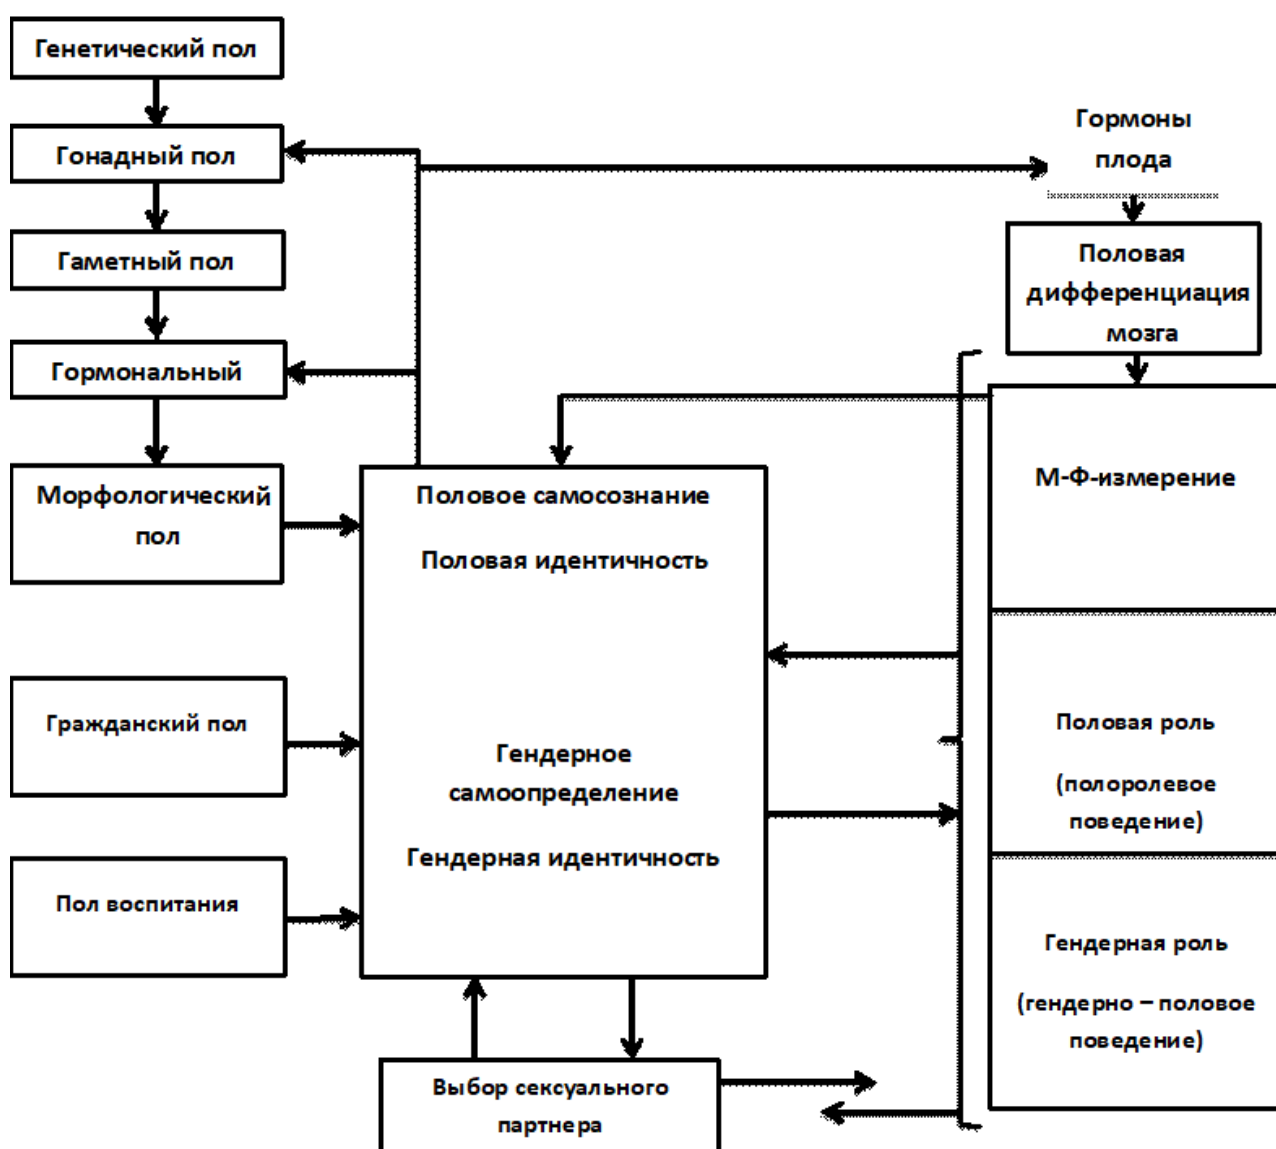 Генетический пол
Гонадный пол
Гаметный пол
Гормональный
Морфологический
пол
Гражданский пол
Пол воспитания
Половое самосознание
Половая идентичность
Гендерное
самоопределение
Гендерная идентичность
Выбор сексуального
партнера
Гормоны
плода
Половая
дифференциация
мозга
М-Ф-измерение
Половая роль
(полоролевое
поведение)
Гендерная роль
(гендерно – половое
поведение)